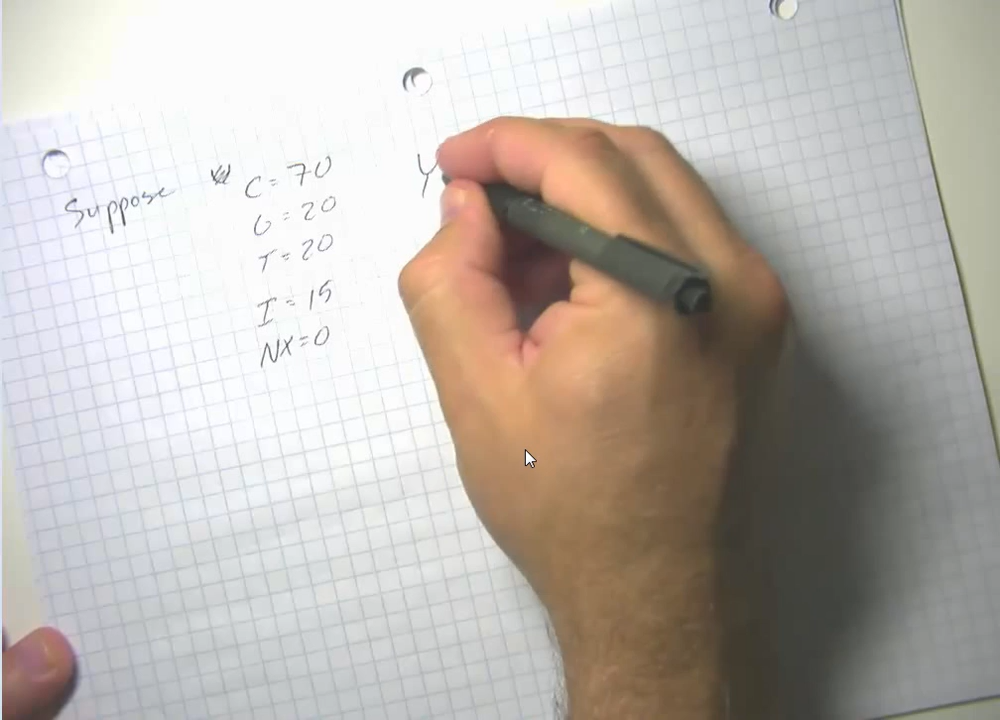 Suppose C = 70
G = 20
T = 20
I = 15
NX = 0
Y